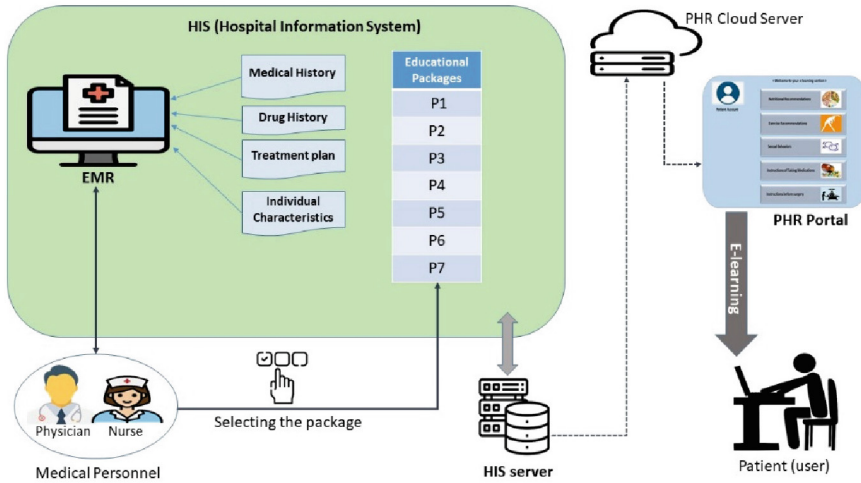 HIS (Hospital Information System)
PHR Cloud Server
Medical History
Drug History
Treatment plan
Individual
Characteristics
EMR
Educational
Packages
P1
P2
P3
P4
P5
P6
P7
PHR Portal
E-learning
Physician
Nurse
Medical Personnel
Selecting the package
HIS server
Patient (user)